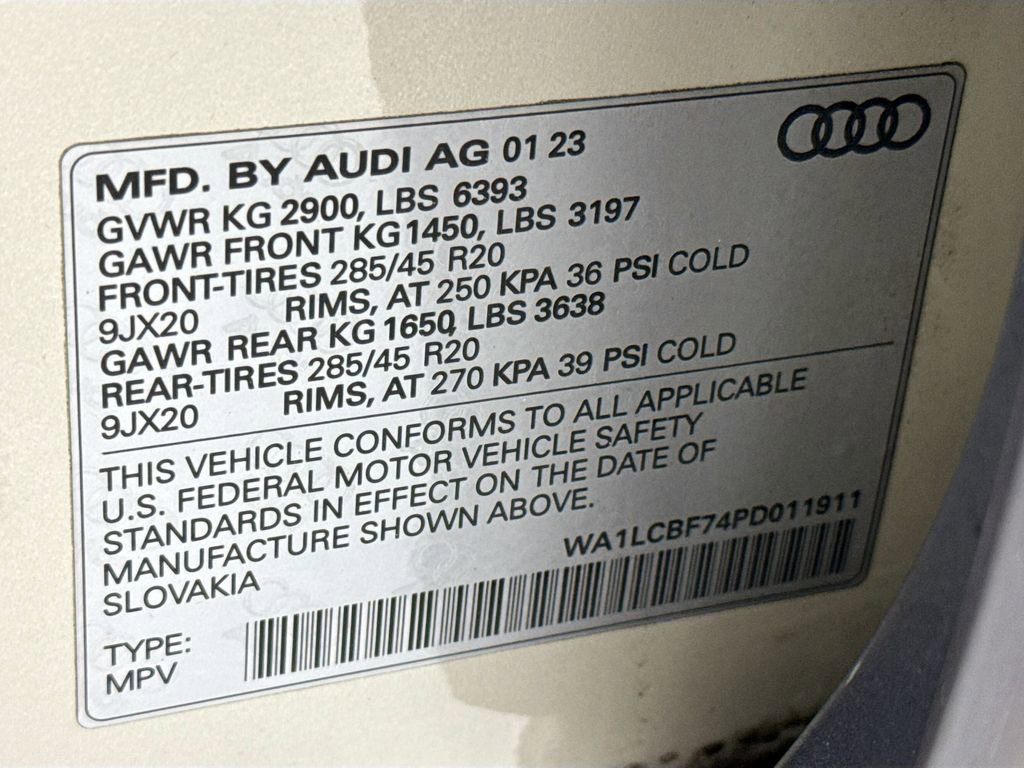 MFD. BY AUDI AG 01 23
GVWR KG 2900, LBS 6393
GAWR FRONT KG 1450, LBS 3197
FRONT-TIRES 285/45 R20
9JX20 RIMS, AT 250 KPA 36 PSI COLD
GAWR REAR KG 1650, LBS 3638
REAR-TIRES 285/45 R20
9JX20 RIMS, AT 270 KPA 39 PSI COLD
THIS VEHICLE CONFORMS TO ALL APPLICABLE
U.S. FEDERAL MOTOR VEHICLE SAFETY
STANDARDS IN EFFECT ON THE DATE OF
MANUFACTURE SHOWN ABOVE.
SLOVAKIA
WA1LCBF74PD011911
TYPE:
MPV